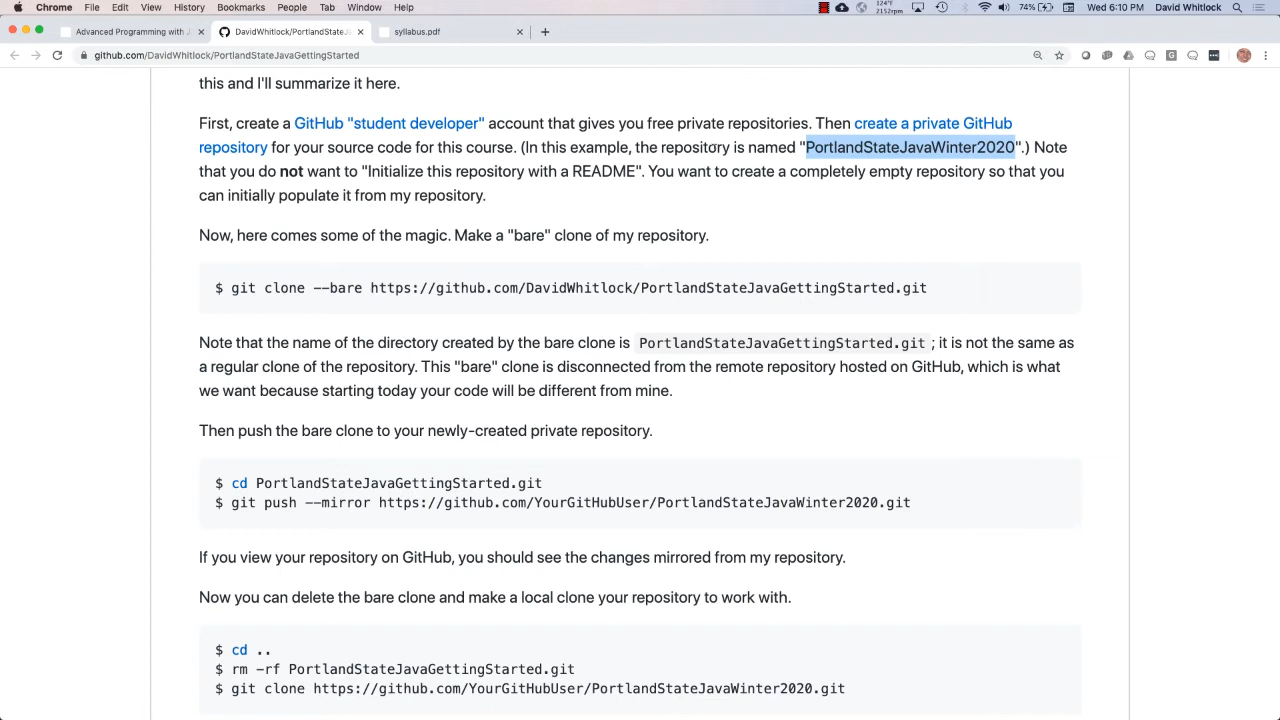 Chrome File Edit View History Bookmarks People Tab Window Help 124°F 2152rpm 74% Wed 6:10 PM David Whitlock
Advanced Programming with J DavidWhitlock/PortlandStateJa syllabus.pdf
github.com/DavidWhitlock/PortlandStateJavaGettingStarted
this and I'll summarize it here.
First, create a GitHub "student developer" account that gives you free private repositories. Then create a private GitHub
repository for your source code for this course. (In this example, the repository is named "PortlandStateJavaWinter2020".) Note
that you do not want to "Initialize this repository with a README". You want to create a completely empty repository so that you
can initially populate it from my repository.
Now, here comes some of the magic. Make a "bare" clone of my repository.
$ git clone --bare https://github.com/DavidWhitlock/PortlandStateJavaGettingStarted.git
Note that the name of the directory created by the bare clone is PortlandStateJavaGettingStarted.git ; it is not the same as
a regular clone of the repository. This "bare" clone is disconnected from the remote repository hosted on GitHub, which is what
we want because starting today your code will be different from mine.
Then push the bare clone to your newly-created private repository.
$ cd PortlandStateJavaGettingStarted.git
$ git push --mirror https://github.com/YourGitHubUser/PortlandStateJavaWinter2020.git
If you view your repository on GitHub, you should see the changes mirrored from my repository.
Now you can delete the bare clone and make a local clone your repository to work with.
$ cd ..
$ rm -rf PortlandStateJavaGettingStarted.git
$ git clone https://github.com/YourGitHubUser/PortlandStateJavaWinter2020.git